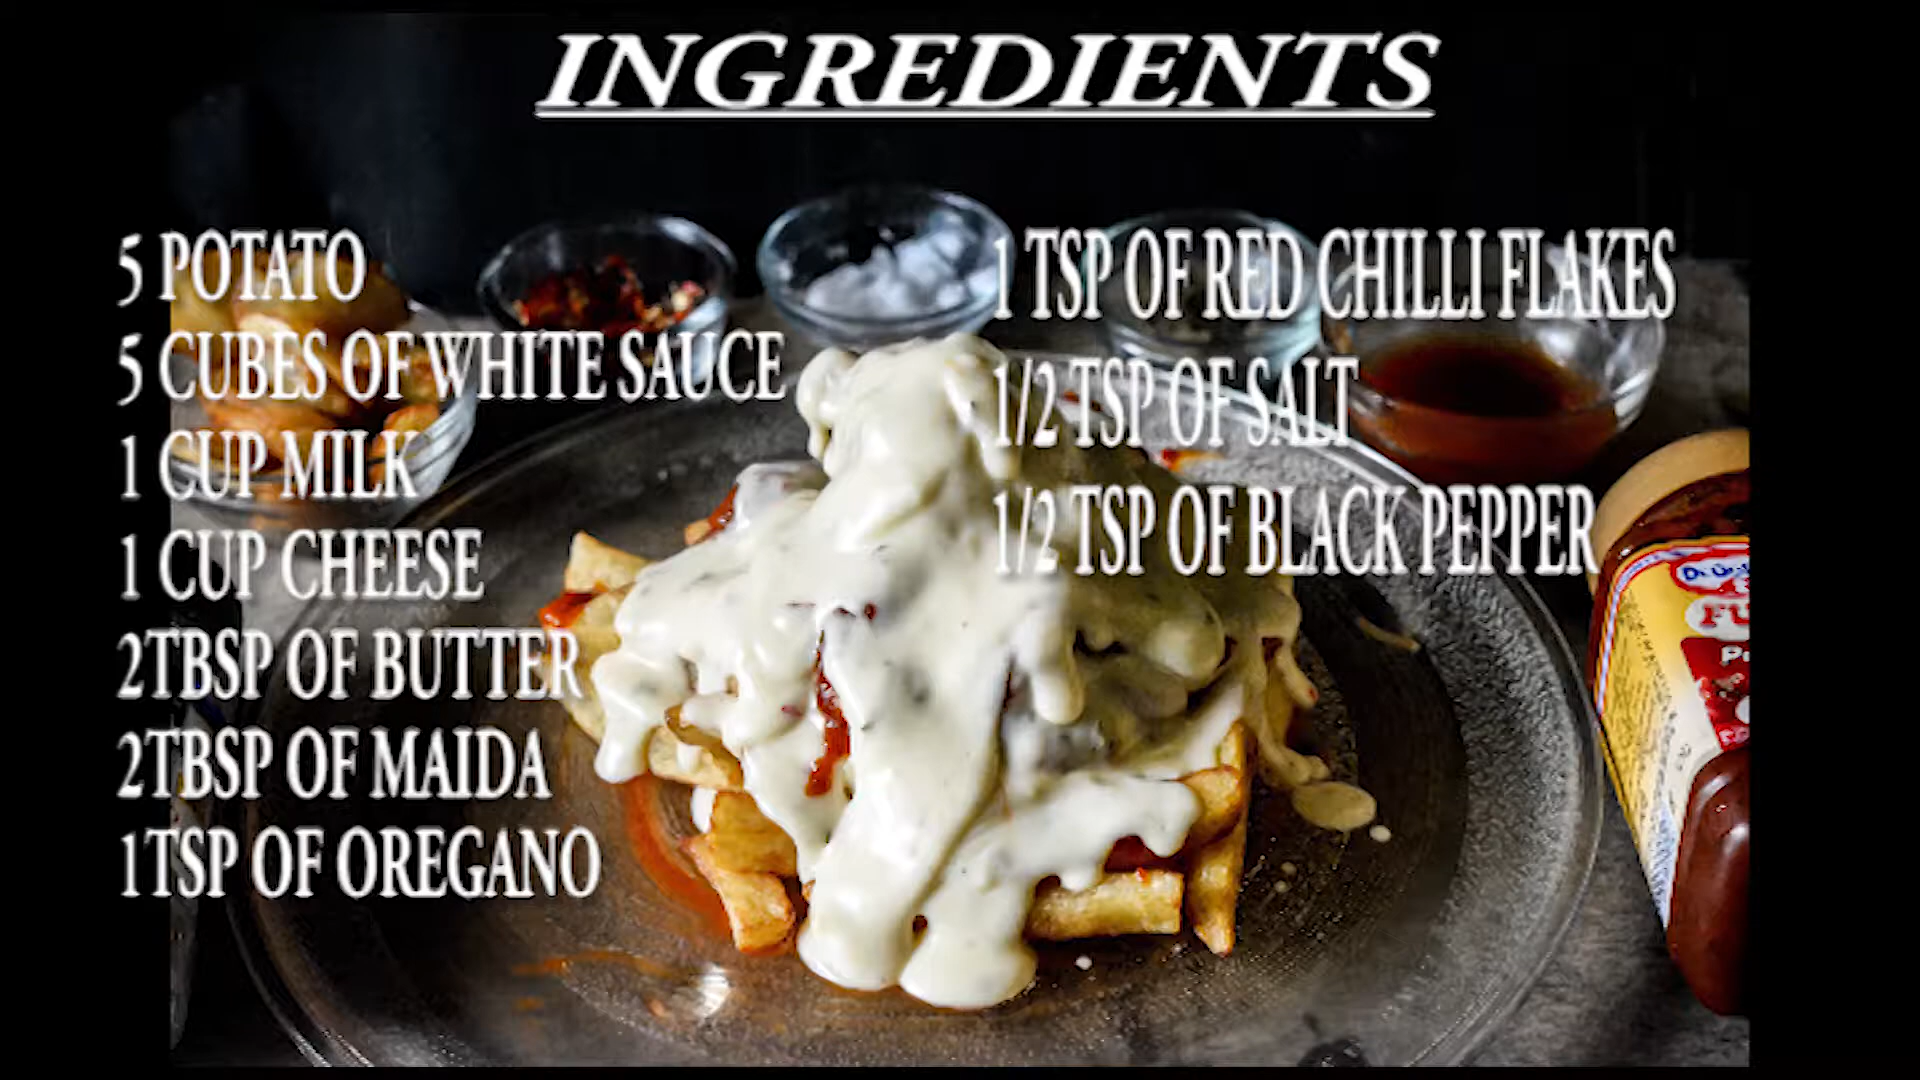 INGREDIENTS
5 POTATO
5 CUBES OF WHITE SAUCE
1 CUP MILK
1 CUP CHEESE
2TBSP OF BUTTER
2TBSP OF MAIDA
1TSP OF OREGANO
1 TSP OF RED CHILLI FLAKES
1/2 TSP OF SALT
1/2 TSP OF BLACK PEPPER